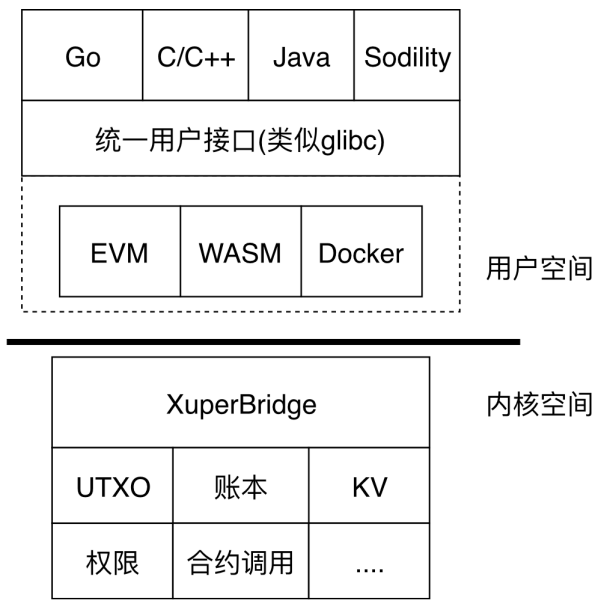 Go C/C++ Java Sodility
统一用户接口(类似glibc)
EVM WASM Docker
用户空间
XuperBridge
内核空间
UTXO 账本 KV
权限 合约调用 ....